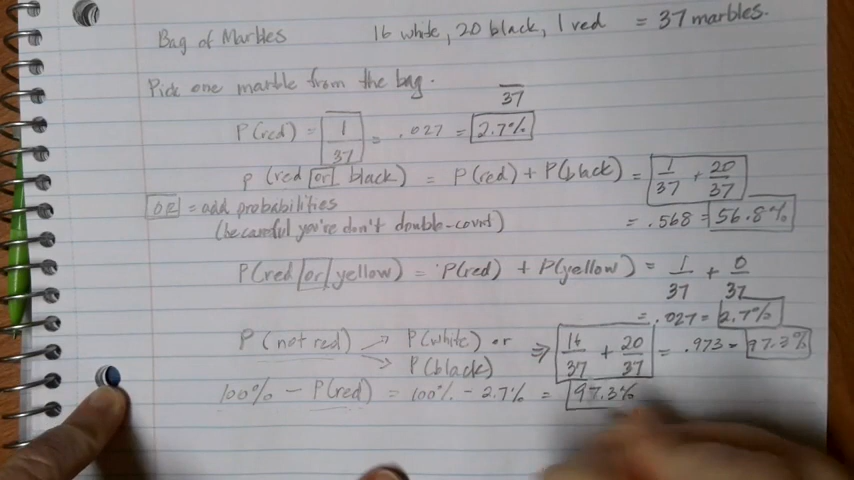 Bag of Marbles 16 white, 20 black, 1 red = 37 marbles.
Pick one marble from the bag. — 37
P(red) = 1/37 = .027 = 2.7%
P(red or black) = P(red) + P(black) = 1/37 + 20/37
OR = add probabilities
(be careful you're don't double-count) = .568 = 56.8%
P(red or yellow) = P(red) + P(yellow) = 1/37 + 0/37
= .027 = 2.7%
P(not red) → P(white) or ⇒ 16/37 + 20/37 = .973 = 97.3%
→ P(black)
100% - P(red) = 100% - 2.7% = 97.3%